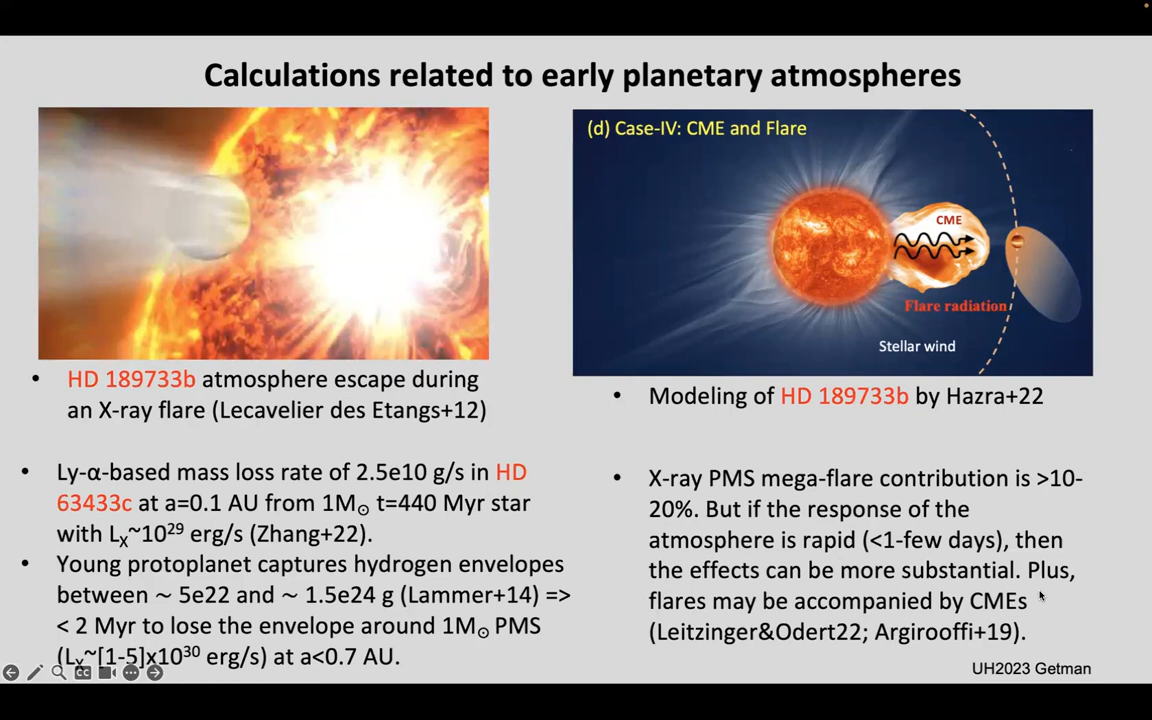 Calculations related to early planetary atmospheres
• HD 189733b atmosphere escape during
an X-ray flare (Lecavelier des Etangs+12)
• Ly-α-based mass loss rate of 2.5e10 g/s in HD
63433c at a=0.1 AU from 1M⊙ t=440 Myr star
with Lx~10²⁹ erg/s (Zhang+22).
• Young protoplanet captures hydrogen envelopes
between ~ 5e22 and ~ 1.5e24 g (Lammer+14) =>
< 2 Myr to lose the envelope around 1M⊙ PMS
(Lx~[1-5]x10³⁰ erg/s) at a<0.7 AU.
(d) Case-IV: CME and Flare
CME
Flare radiation
Stellar wind
• Modeling of HD 189733b by Hazra+22
• X-ray PMS mega-flare contribution is >10-
20%. But if the response of the
atmosphere is rapid (<1-few days), then
the effects can be more substantial. Plus,
flares may be accompanied by CMEs
(Leitzinger&Odert22; Argirooffi+19).
UH2023 Getman
CC